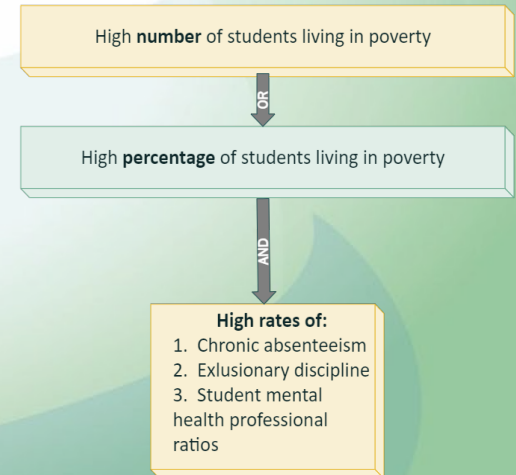 High number of students living in poverty
OR
High percentage of students living in poverty
AND
High rates of:
1. Chronic absenteeism
2. Exlusionary discipline
3. Student mental
health professional
ratios